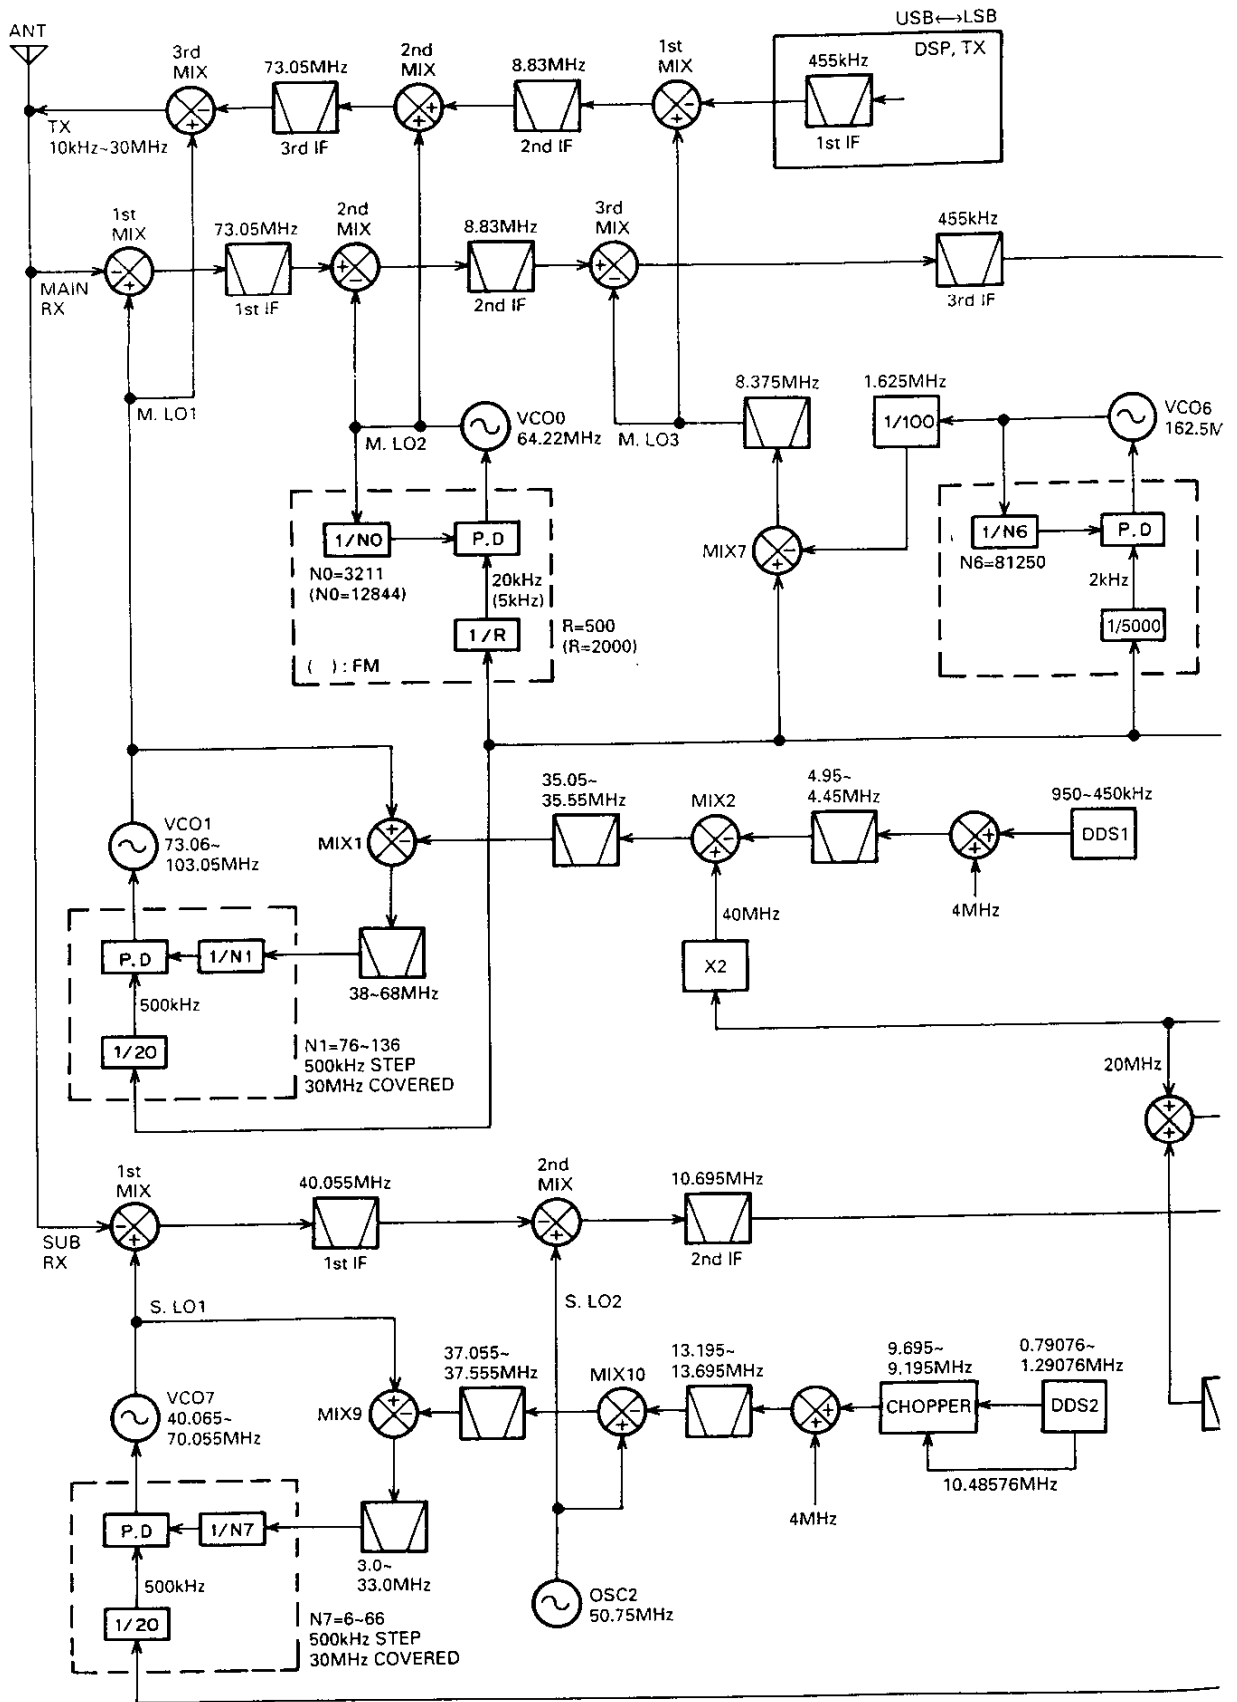 ANT
USB↔LSB
DSP, TX
3rd
MIX
73.05MHz
3rd IF
2nd
MIX
8.83MHz
2nd IF
1st
MIX
455kHz
1st IF
TX
10kHz~30MHz
1st
MIX
73.05MHz
1st IF
2nd
MIX
8.83MHz
2nd IF
3rd
MIX
455kHz
3rd IF
MAIN
RX
M. LO1
M. LO2
VCO0
64.22MHz
M. LO3
8.375MHz
1.625MHz
1/100
VCO6
162.5M
1/N0
P.D
N0=3211
(N0=12844)
20kHz
(5kHz)
1/R
R=500
(R=2000)
( ) : FM
MIX7
1/N6
P.D
N6=81250
2kHz
1/5000
VCO1
73.06~
103.05MHz
MIX1
35.05~
35.55MHz
MIX2
4.95~
4.45MHz
950~450kHz
DDS1
4MHz
40MHz
X2
P.D
1/N1
38~68MHz
500kHz
1/20
N1=76~136
500kHz STEP
30MHz COVERED
20MHz
1st
MIX
40.055MHz
1st IF
2nd
MIX
10.695MHz
2nd IF
SUB
RX
S. LO1
S. LO2
VCO7
40.065~
70.055MHz
MIX9
37.055~
37.555MHz
MIX10
13.195~
13.695MHz
9.695~
9.195MHz
CHOPPER
0.79076~
1.29076MHz
DDS2
10.48576MHz
4MHz
P.D
1/N7
3.0~
33.0MHz
500kHz
1/20
N7=6~66
500kHz STEP
30MHz COVERED
OSC2
50.75MHz